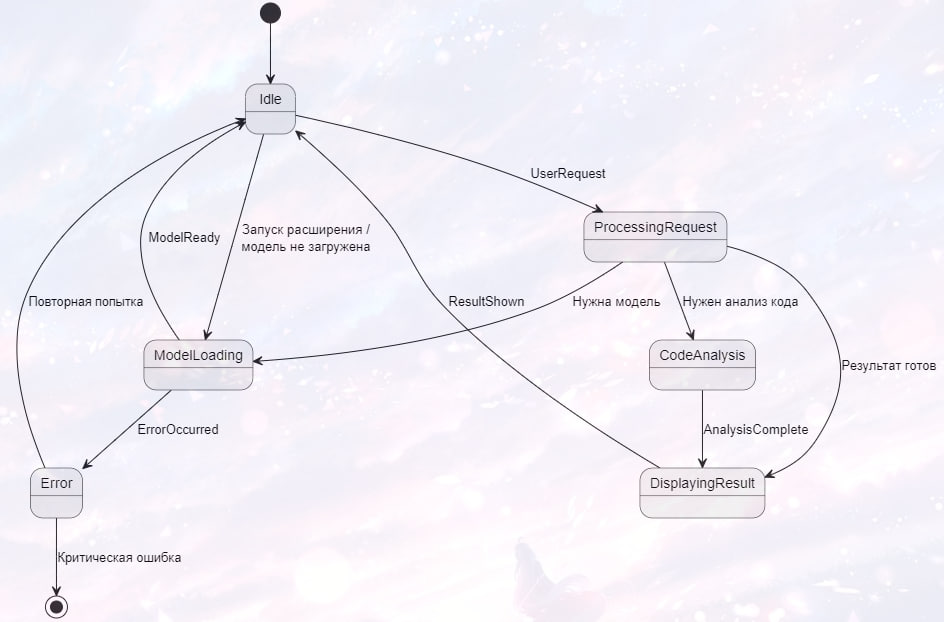 Idle
UserRequest
ProcessingRequest
ModelReady
Запуск расширения /
модель не загружена
Повторная попытка
ResultShown
Нужна модель
Нужен анализ кода
ModelLoading
CodeAnalysis
Результат готов
ErrorOccurred
AnalysisComplete
Error
DisplayingResult
Критическая ошибка